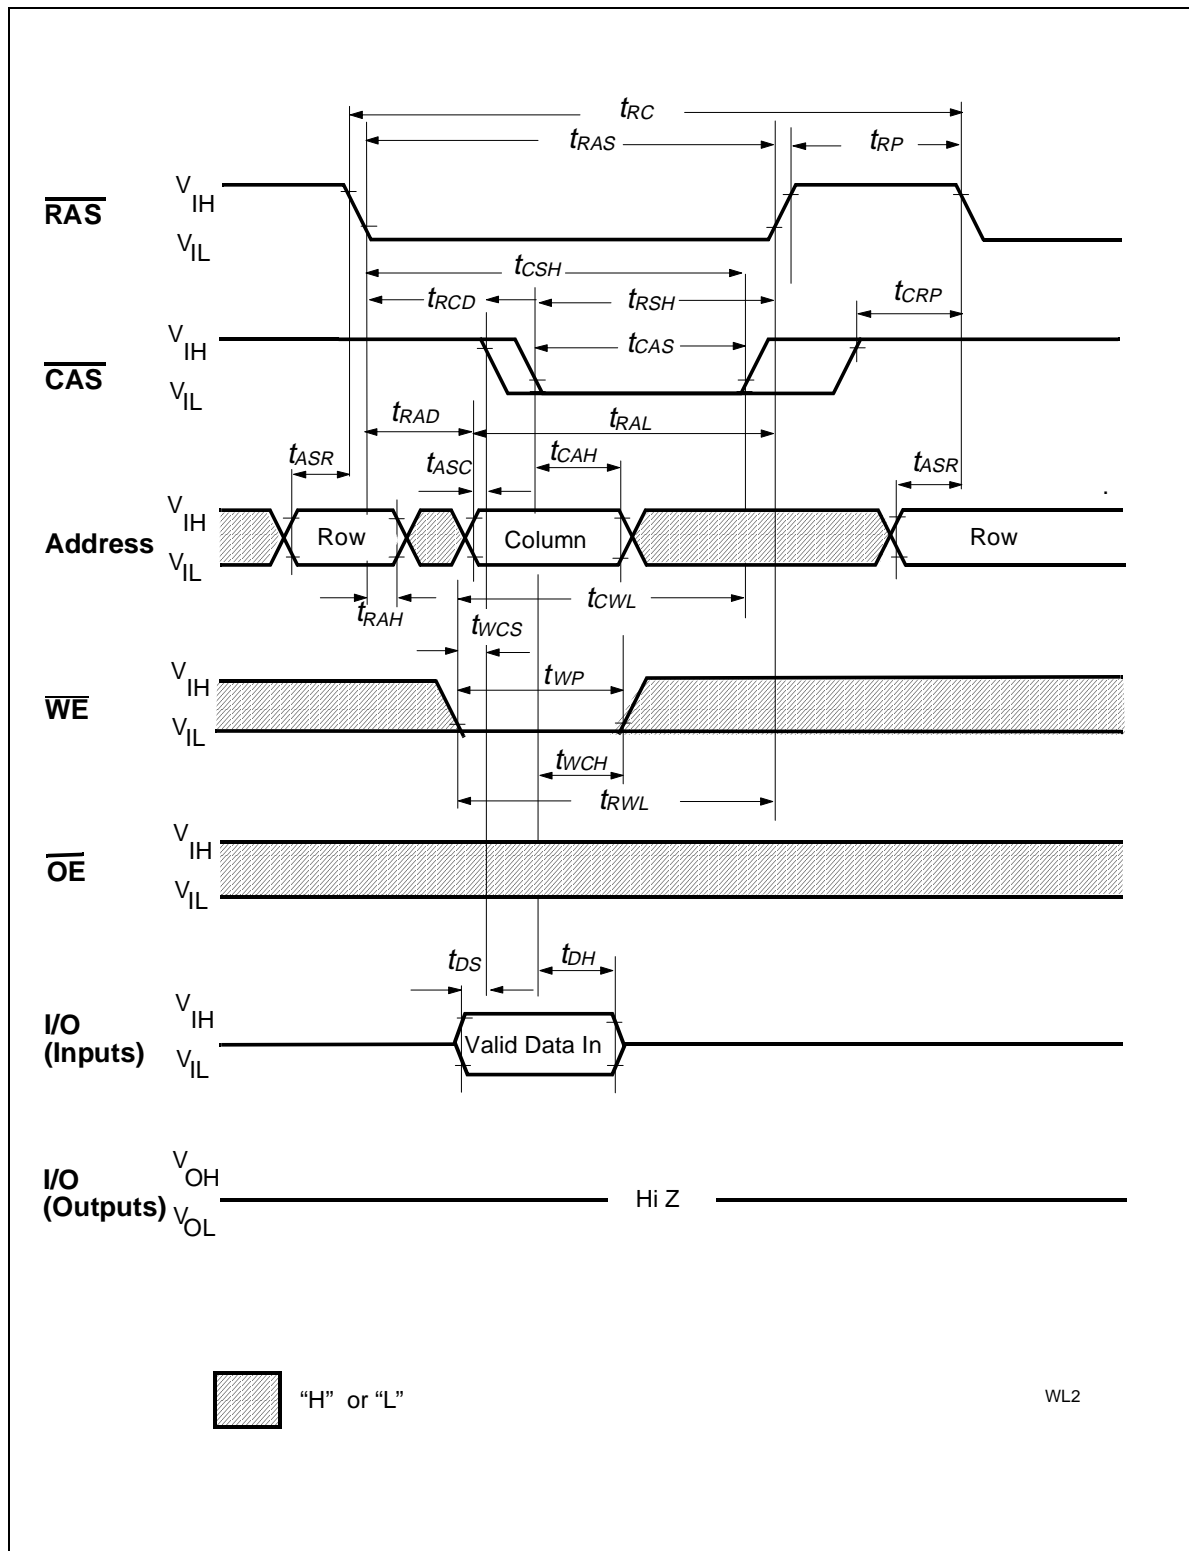 tRC
tRAS
tRP
RAS
VIH
VIL
tCSH
tRCD
tRSH
tCRP
CAS
VIH
VIL
tCAS
tRAD
tRAL
tASR
tASC
tCAH
tASR
Address
VIH
VIL
Row
Column
Row
tRAH
tWCS
tCWL
WE
VIH
VIL
tWP
tWCH
tRWL
OE
VIH
VIL
tDS
tDH
I/O
(Inputs)
VIH
VIL
Valid Data In
I/O
(Outputs)
VOH
VOL
Hi Z
“H” or “L”
WL2